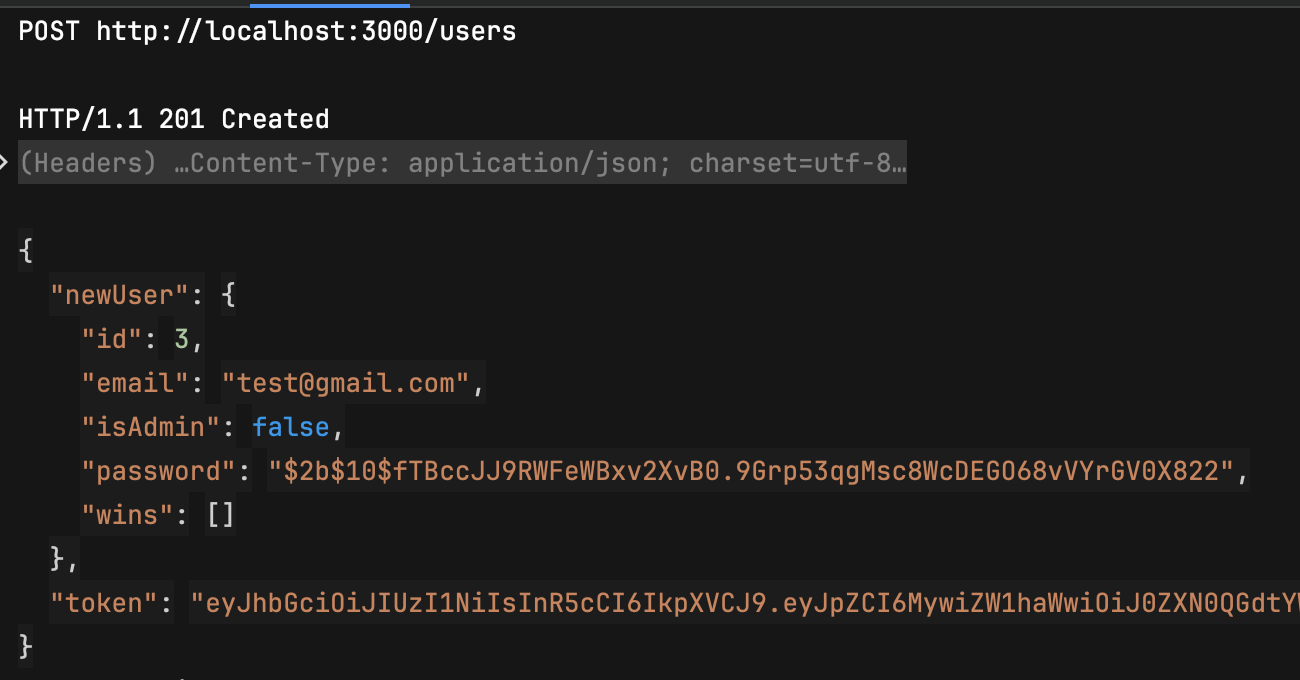 POST http://localhost:3000/users
HTTP/1.1 201 Created
(Headers) …Content-Type: application/json; charset=utf-8…
{
"newUser": {
"id": 3,
"email": "test@gmail.com",
"isAdmin": false,
"password": "$2b$10$fTBccJJ9RWFeWBxv2XvB0.9Grp53qgMsc8WcDEGO68vVYrGV0X822",
"wins": []
},
"token": "eyJhbGciOiJIUzI1NiIsInR5cCI6IkpXVCJ9.eyJpZCI6MywiZW1haWwiOiJ0ZXN0QGdtY
}